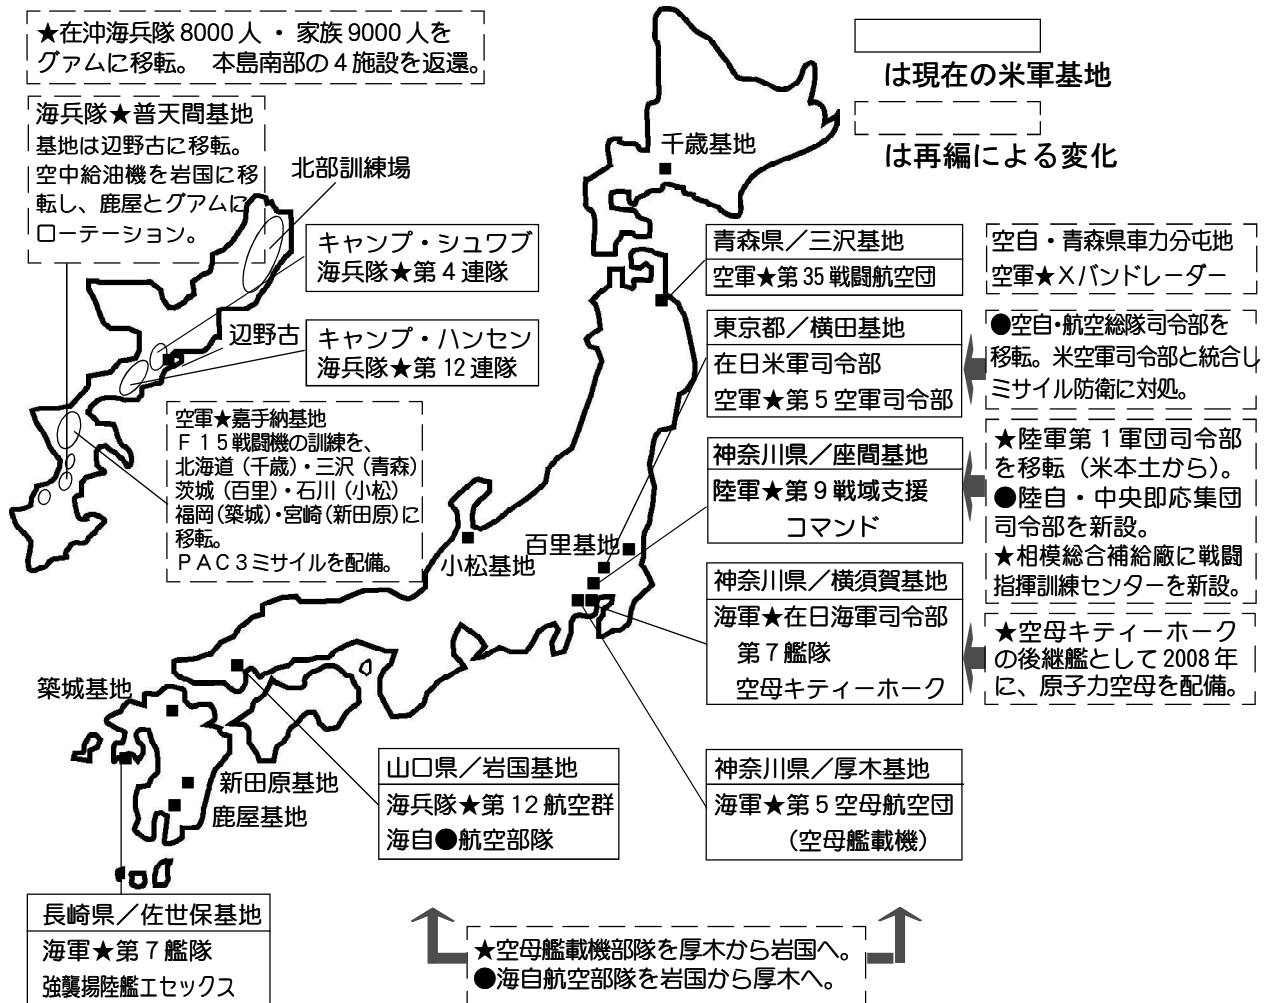 ★在沖海兵隊8000人・家族9000人を
グァムに移転。 本島南部の4施設を返還。
は現在の米軍基地
は再編による変化
海兵隊★普天間基地
基地は辺野古に移転。
空中給油機を岩国に移
転し、鹿屋とグアムに
ローテーション。
北部訓練場
キャンプ・シュワブ
海兵隊★第4連隊
辺野古
キャンプ・ハンセン
海兵隊★第12連隊
空軍★嘉手納基地
F15戦闘機の訓練を、
北海道(千歳)・三沢(青森)
茨城(百里)・石川(小松)
福岡(築城)・宮崎(新田原)に
移転。
PAC3ミサイルを配備。
千歳基地
青森県／三沢基地
空軍★第35戦闘航空団
空自・青森県車力分屯地
空軍★Xバンドレーダー
東京都／横田基地
在日米軍司令部
空軍★第5空軍司令部
●空自・航空総隊司令部を
移転。米空軍司令部と統合し
ミサイル防衛に対処。
神奈川県／座間基地
陸軍★第9戦域支援
コマンド
★陸軍第1軍団司令部
を移転(米本土から)。
●陸自・中央即応集団
司令部を新設。
★相模総合補給廠に戦闘
指揮訓練センターを新設。
小松基地
百里基地
神奈川県／横須賀基地
海軍★在日海軍司令部
第7艦隊
空母キティーホーク
★空母キティーホーク
の後継艦として2008年
に、原子力空母を配備。
築城基地
新田原基地
鹿屋基地
山口県／岩国基地
海兵隊★第12航空群
海自●航空部隊
神奈川県／厚木基地
海軍★第5空母航空団
(空母艦載機)
長崎県／佐世保基地
海軍★第7艦隊
強襲揚陸艦エセックス
★空母艦載機部隊を厚木から岩国へ。
●海自航空部隊を岩国から厚木へ。